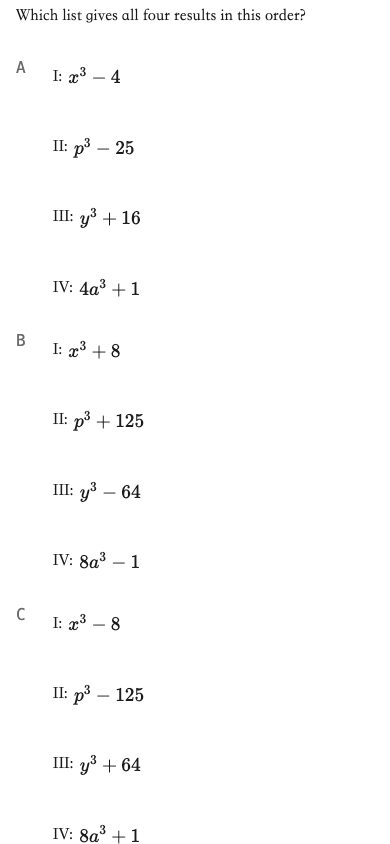 Which list gives all four results in this order?
A
I: x³ − 4
II: p³ − 25
III: y³ + 16
IV: 4a³ + 1
B
I: x³ + 8
II: p³ + 125
III: y³ − 64
IV: 8a³ − 1
C
I: x³ − 8
II: p³ − 125
III: y³ + 64
IV: 8a³ + 1